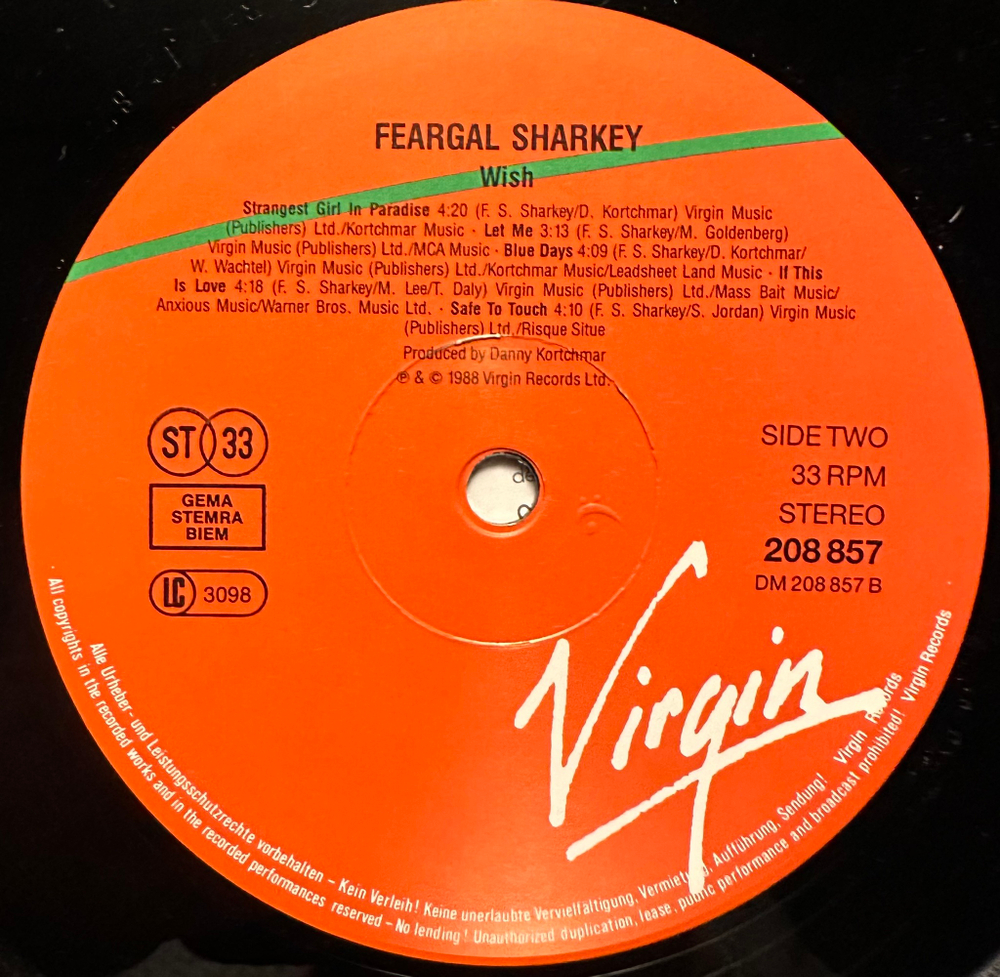 FEARGAL SHARKEY
Wish
Strangest Girl In Paradise 4:20 (F. S. Sharkey/D. Kortchmar) Virgin Music
(Publishers) Ltd./Kortchmar Music · Let Me 3:13 (F. S. Sharkey/M. Goldenberg)
Virgin Music (Publishers) Ltd./MCA Music · Blue Days 4:09 (F. S. Sharkey/D. Kortchmar/
W. Wachtel) Virgin Music (Publishers) Ltd./Kortchmar Music/Leadsheet Land Music · If This
Is Love 4:18 (F. S. Sharkey/M. Lee/T. Daly) Virgin Music (Publishers) Ltd./Mass Bait Music/
Anxious Music/Warner Bros. Music Ltd. · Safe To Touch 4:10 (F. S. Sharkey/S. Jordan) Virgin Music
(Publishers) Ltd./Risque Situe
Produced by Danny Kortchmar
℗ & © 1988 Virgin Records Ltd.
ST 33
GEMA
STEMRA
BIEM
LC 3098
SIDE TWO
33 RPM
STEREO
208 857
DM 208 857 B
Virgin
Alle Urheber- und Leistungsschutzrechte vorbehalten – Kein Verleih! Keine unerlaubte Vervielfältigung, Vermietung, Aufführung, Sendung! Virgin Records
· All copyrights in the recorded works and in the recorded performances reserved – No lending! Unauthorized duplication, lease, public performance and broadcast prohibited! Virgin Records